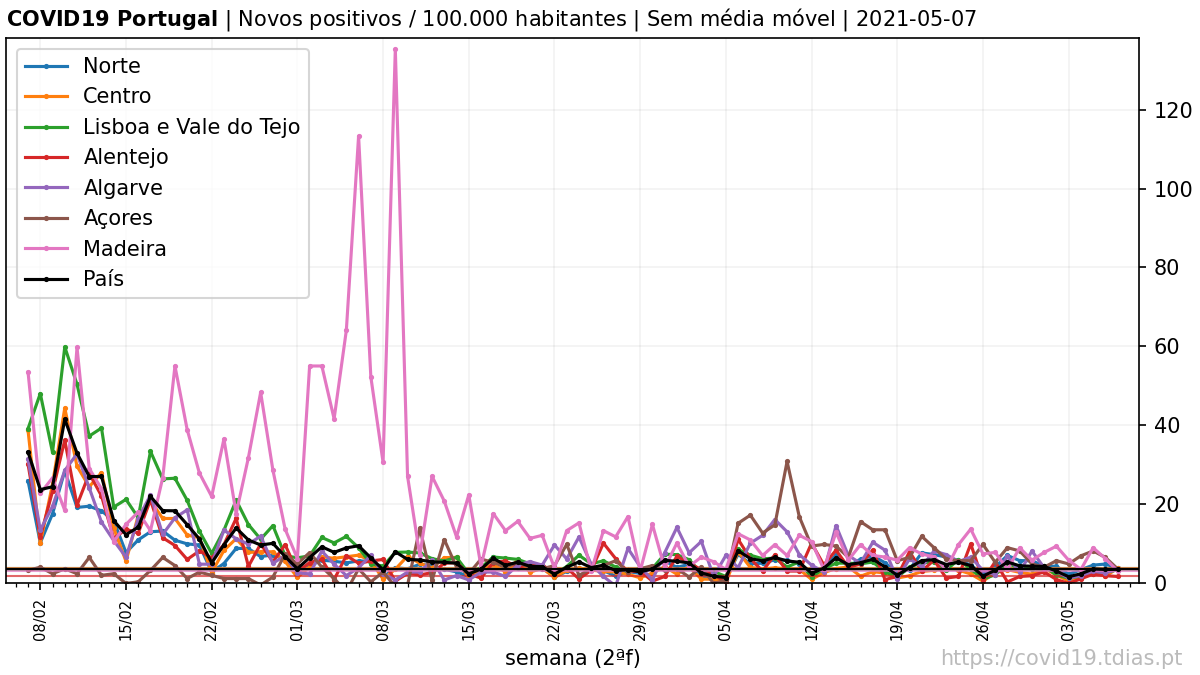 COVID19 Portugal | Novos positivos / 100.000 habitantes | Sem média móvel | 2021-05-07
Norte
Centro
Lisboa e Vale do Tejo
Alentejo
Algarve
Açores
Madeira
País
120
100
80
60
40
20
0
08/02 15/02 22/02 01/03 08/03 15/03 22/03 29/03 05/04 12/04 19/04 26/04 03/05
semana (2ªf)
https://covid19.tdias.pt